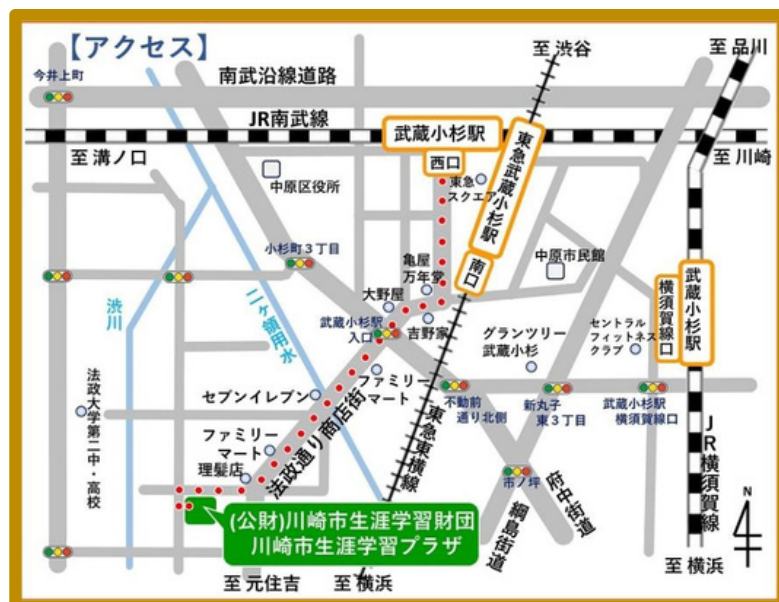 【アクセス】
至 渋谷
至 品川
今井上町
南武沿線道路
JR南武線
武蔵小杉駅
西口
東急武蔵小杉駅
南口
至 溝ノ口
至 川崎
中原区役所
東急
スクエア
小杉町３丁目
亀屋
万年堂
中原市民館
大野屋
武蔵小杉駅
入口
吉野家
グランツリー
武蔵小杉
セントラル
フィットネス
クラブ
横須賀線口
武蔵小杉駅
渋川
二ヶ領用水
セブンイレブン
ファミリー
マート
不動前
通り北側
新丸子
東３丁目
武蔵小杉駅
横須賀線口
法政大学
第二中・高校
ファミリー
マート
理髪店
法政通り商店街
東急東横線
市ノ坪
府中街道
綱島街道
JR横須賀線
N
(公財)川崎市生涯学習財団
川崎市生涯学習プラザ
至 元住吉
至 横浜
至 横浜